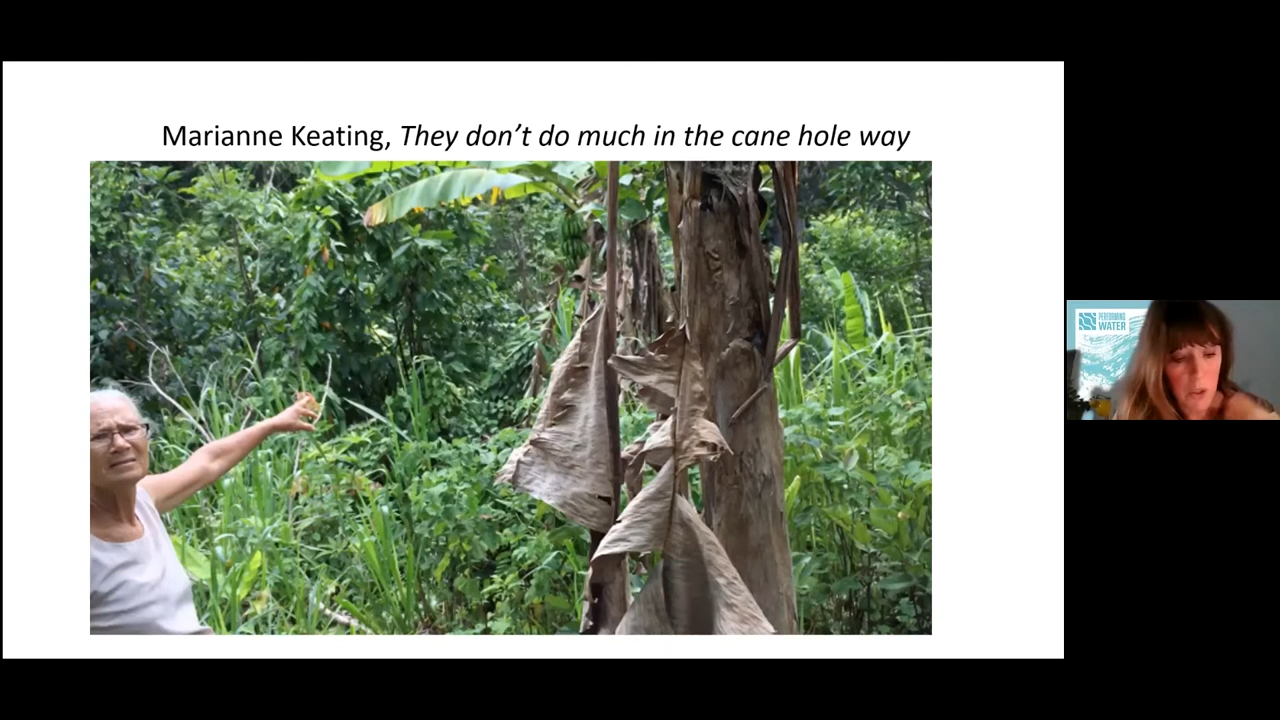 Marianne Keating, They don’t do much in the cane hole way
PERFORMING
WATER